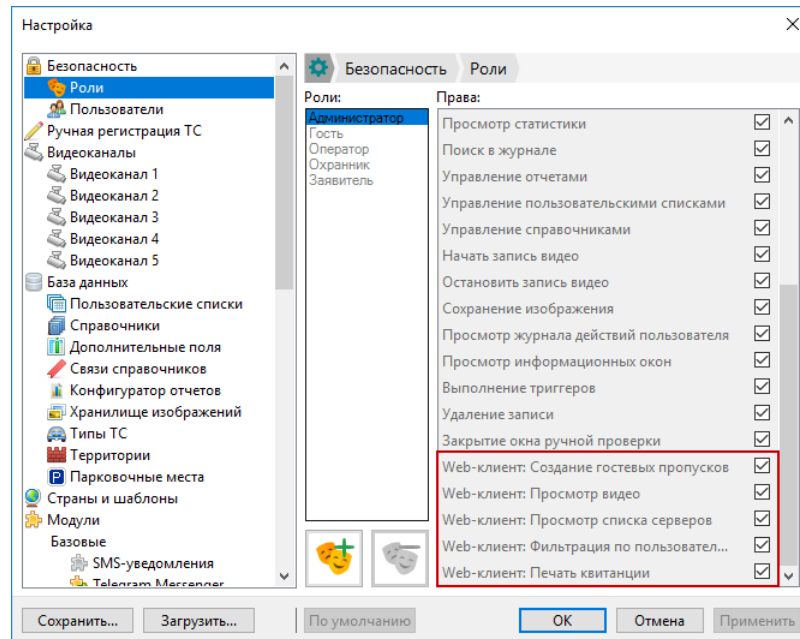 Настройка
Безопасность
Роли
Пользователи
Ручная регистрация ТС
Видеоканалы
Видеоканал 1
Видеоканал 2
Видеоканал 3
Видеоканал 4
Видеоканал 5
База данных
Пользовательские списки
Справочники
Дополнительные поля
Связи справочников
Конфигуратор отчетов
Хранилище изображений
Типы ТС
Территории
Парковочные места
Страны и шаблоны
Модули
Базовые
SMS-уведомления
Telegram Messenger
Безопасность Роли
Роли:
Администратор
Гость
Оператор
Охранник
Заявитель
Права:
Просмотр статистики
Поиск в журнале
Управление отчетами
Управление пользовательскими списками
Управление справочниками
Начать запись видео
Остановить запись видео
Сохранение изображения
Просмотр журнала действий пользователя
Просмотр информационных окон
Выполнение триггеров
Удаление записи
Закрытие окна ручной проверки
Web-клиент: Создание гостевых пропусков
Web-клиент: Просмотр видео
Web-клиент: Просмотр списка серверов
Web-клиент: Фильтрация по пользовател...
Web-клиент: Печать квитанции
Сохранить... Загрузить... По умолчанию ОК Отмена Применить